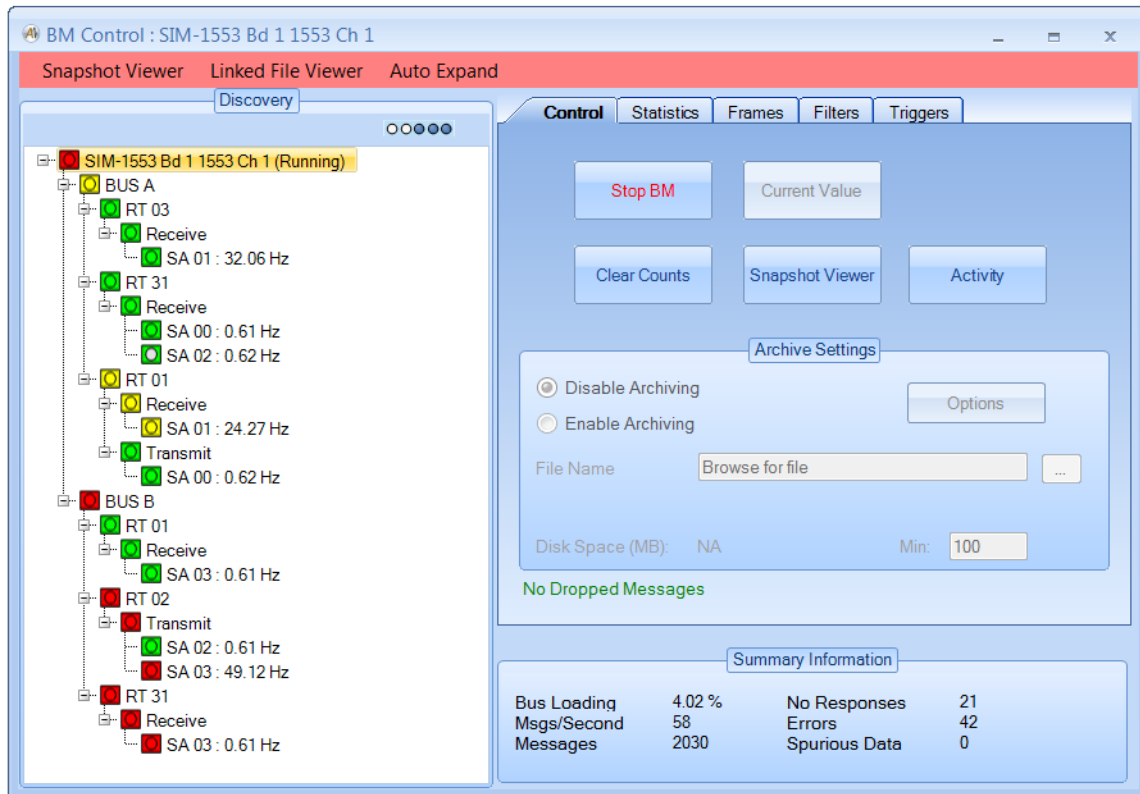 BM Control : SIM-1553 Bd 1 1553 Ch 1
Snapshot Viewer Linked File Viewer Auto Expand
Discovery
SIM-1553 Bd 1 1553 Ch 1 (Running)
BUS A
RT 03
Receive
SA 01 : 32.06 Hz
RT 31
Receive
SA 00 : 0.61 Hz
SA 02 : 0.62 Hz
RT 01
Receive
SA 01 : 24.27 Hz
Transmit
SA 00 : 0.62 Hz
BUS B
RT 01
Receive
SA 03 : 0.61 Hz
RT 02
Transmit
SA 02 : 0.61 Hz
SA 03 : 49.12 Hz
RT 31
Receive
SA 03 : 0.61 Hz
Control Statistics Frames Filters Triggers
Stop BM Current Value
Clear Counts Snapshot Viewer Activity
Archive Settings
Disable Archiving
Options
Enable Archiving
File Name Browse for file ...
Disk Space (MB): NA Min: 100
No Dropped Messages
Summary Information
Bus Loading 4.02 % No Responses 21
Msgs/Second 58 Errors 42
Messages 2030 Spurious Data 0